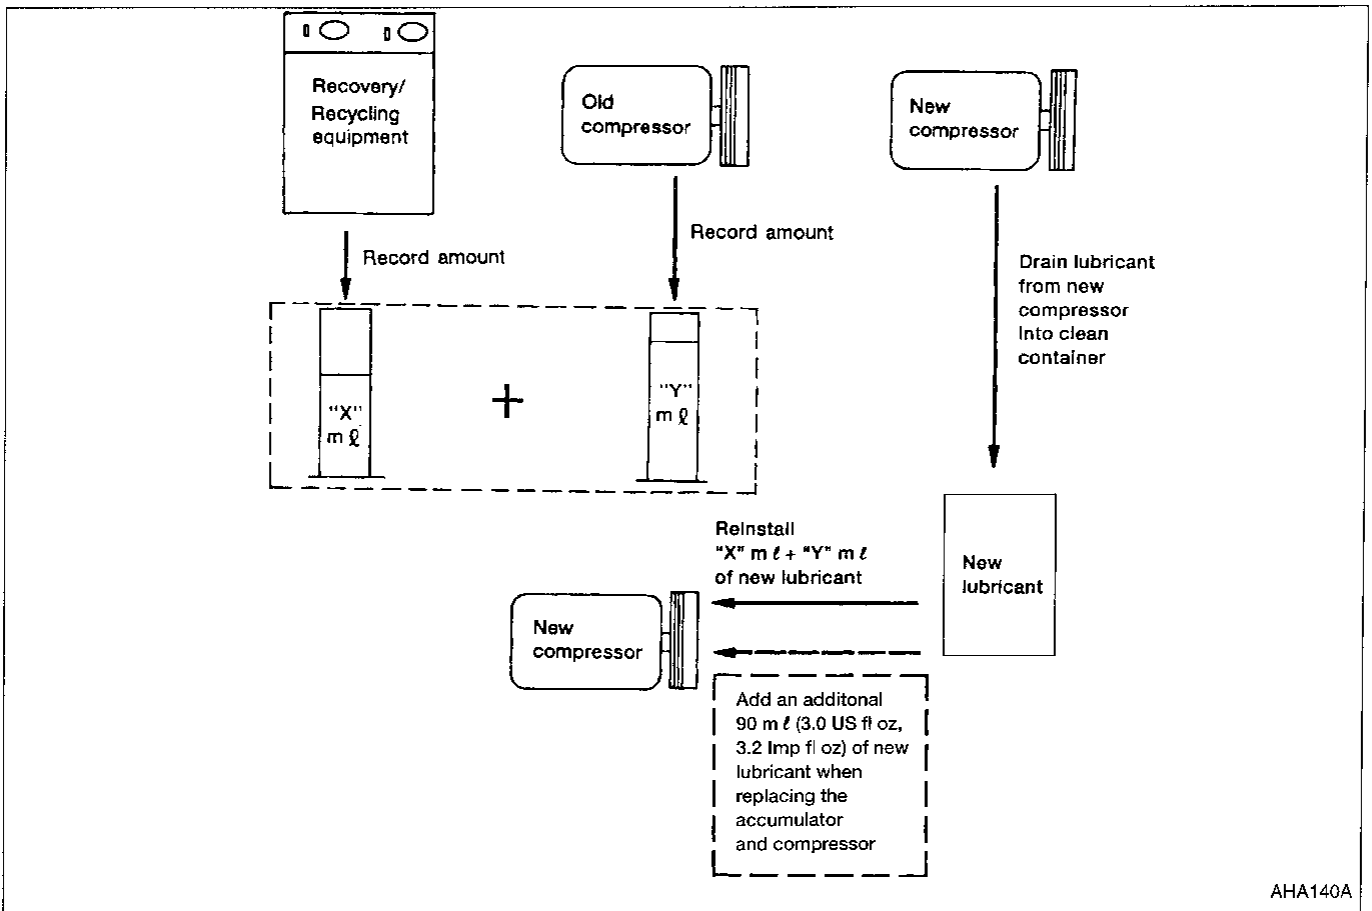 Recovery/
Recycling
equipment
Old
compressor
New
compressor
Record amount
Record amount
Drain lubricant
from new
compressor
into clean
container
"X"
m ℓ
+
"Y"
m ℓ
Reinstall
"X" m ℓ + "Y" m ℓ
of new lubricant
New
lubricant
New
compressor
Add an additonal
90 m ℓ (3.0 US fl oz,
3.2 Imp fl oz) of new
lubricant when
replacing the
accumulator
and compressor
AHA140A